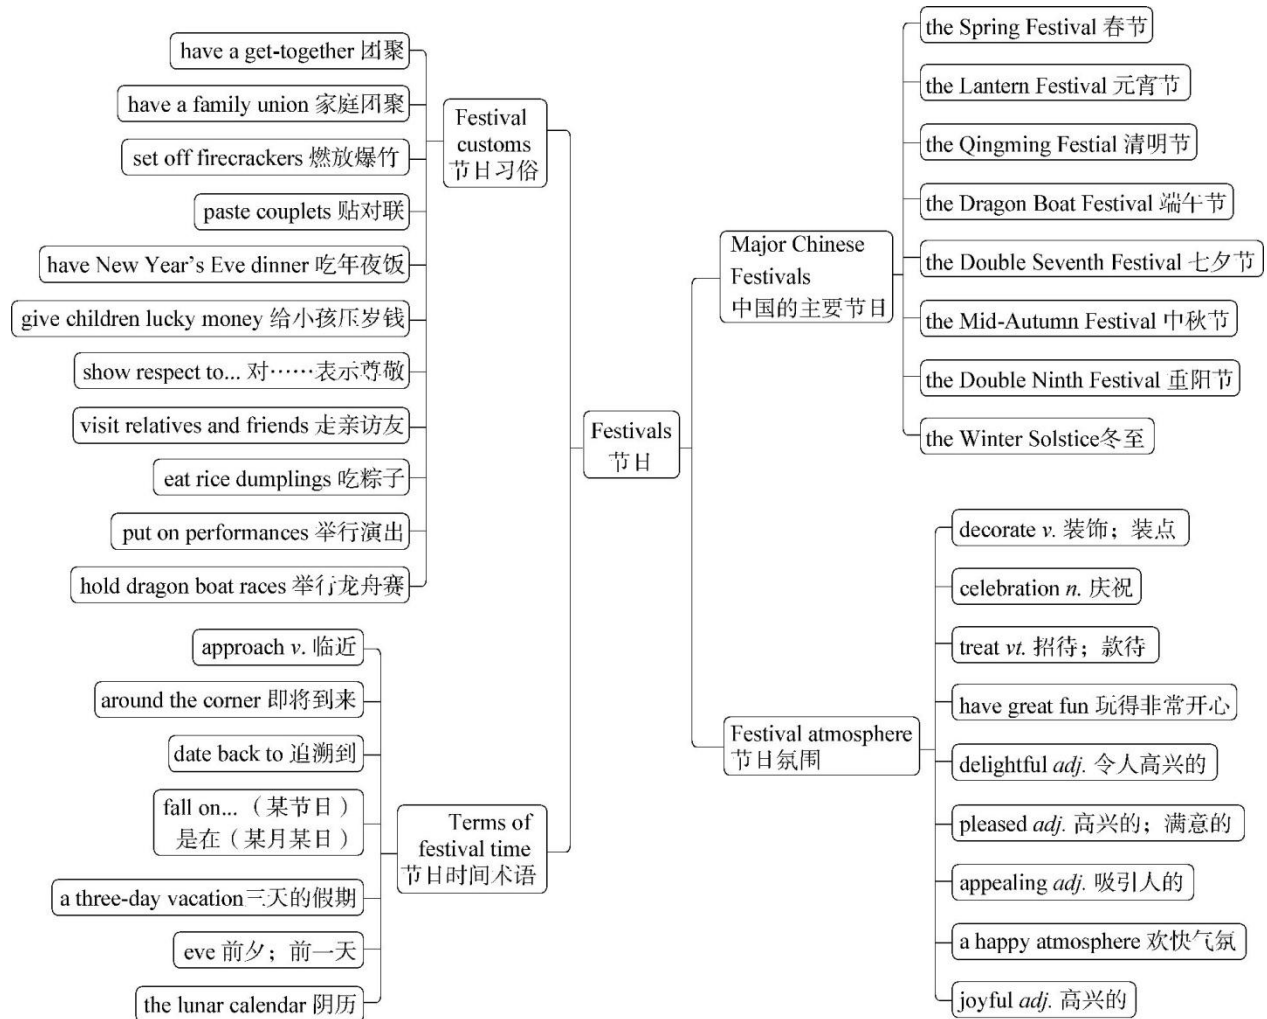 have a get-together 团聚
have a family union 家庭团聚
set off firecrackers 燃放爆竹
paste couplets 贴对联
have New Year's Eve dinner 吃年夜饭
give children lucky money 给小孩压岁钱
show respect to... 对……表示尊敬
visit relatives and friends 走亲访友
eat rice dumplings 吃粽子
put on performances 举行演出
hold dragon boat races 举行龙舟赛
Festival
customs
节日习俗
approach v. 临近
around the corner 即将到来
date back to 追溯到
fall on...（某节日）
是在（某月某日）
a three-day vacation三天的假期
eve 前夕；前一天
the lunar calendar 阴历
Terms of
festival time
节日时间术语
Festivals
节日
Major Chinese
Festivals
中国的主要节日
the Spring Festival 春节
the Lantern Festival 元宵节
the Qingming Festial 清明节
the Dragon Boat Festival 端午节
the Double Seventh Festival 七夕节
the Mid-Autumn Festival 中秋节
the Double Ninth Festival 重阳节
the Winter Solstice冬至
Festival atmosphere
节日氛围
decorate v. 装饰；装点
celebration n. 庆祝
treat vt. 招待；款待
have great fun 玩得非常开心
delightful adj. 令人高兴的
pleased adj. 高兴的；满意的
appealing adj. 吸引人的
a happy atmosphere 欢快气氛
joyful adj. 高兴的